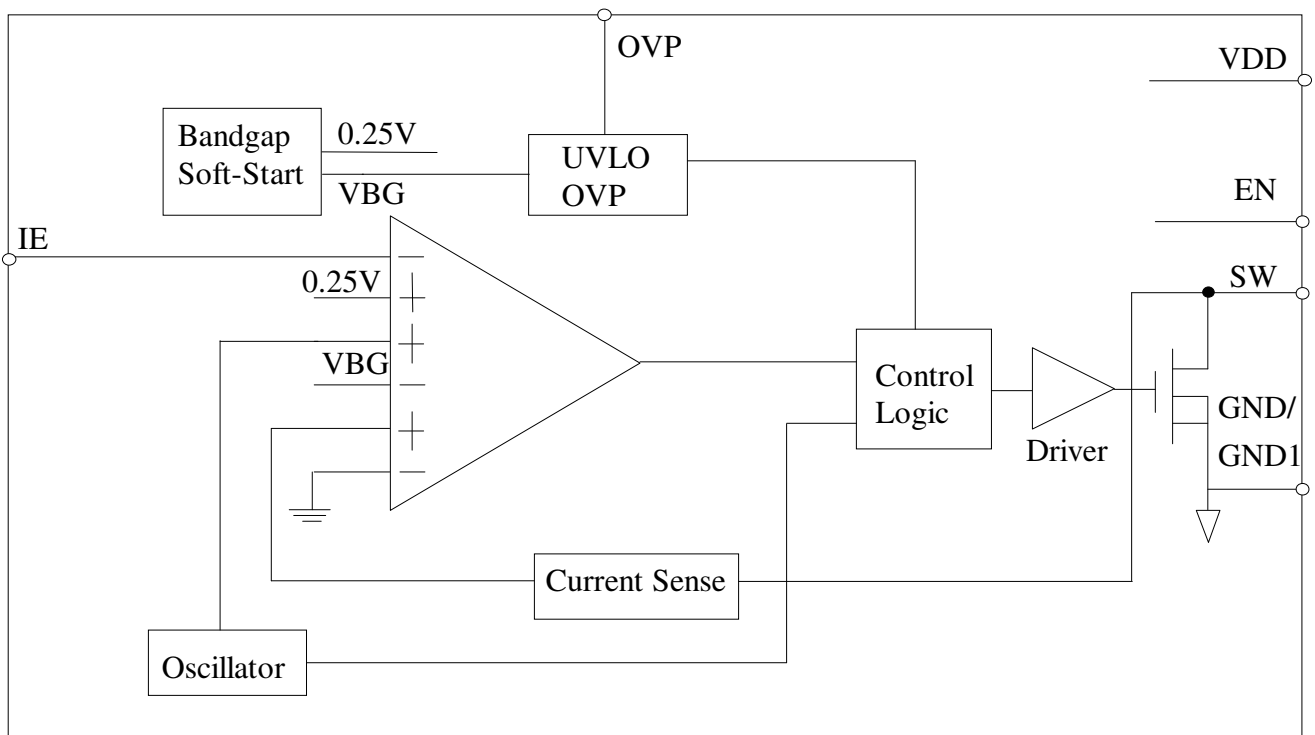 OVP
VDD
Bandgap
Soft-Start
0.25V
VBG
UVLO
OVP
EN
IE
0.25V
SW
VBG
Control
Logic
GND/
GND1
Driver
Current Sense
Oscillator